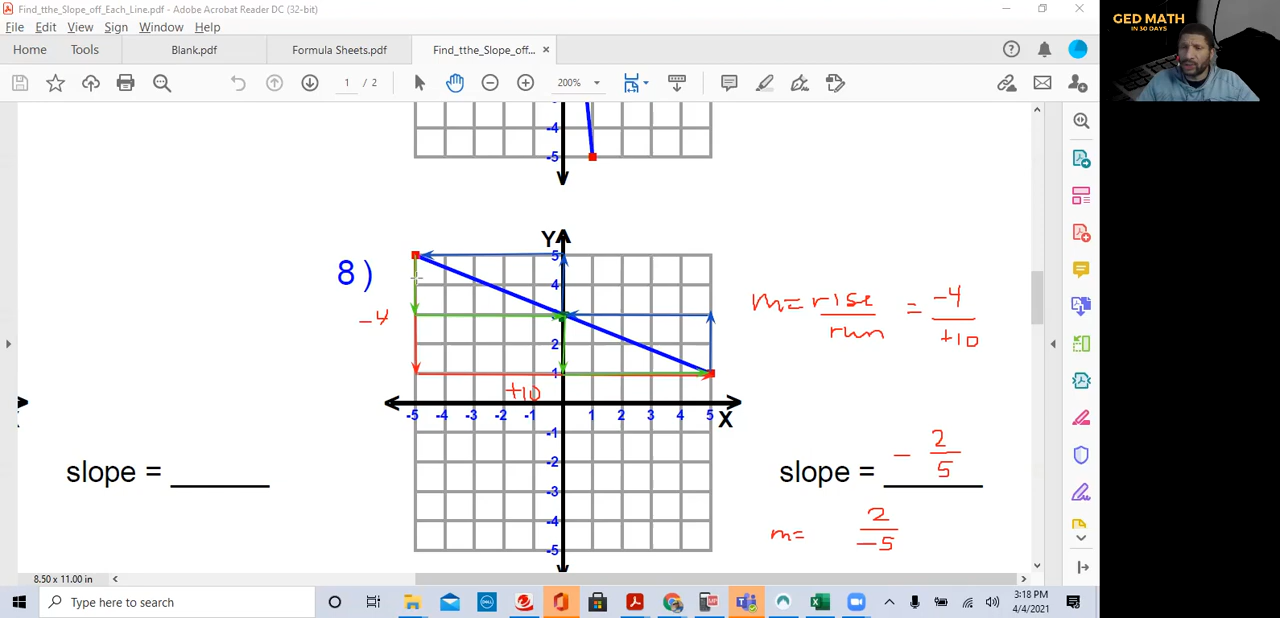 Find_tthe_Slope_off_Each_Line.pdf - Adobe Acrobat Reader DC (32-bit)
File Edit View Sign Window Help
Home Tools Blank.pdf Formula Sheets.pdf Find_tthe_Slope_off... ×
1 / 2 200%
GED MATH
IN 30 DAYS
-4
-5
Y
8)
5
4
2
1
-4
+10
-5 -4 -3 -2 -1 1 2 3 4 5 X
-1
-2
-3
-4
-5
m = rise/run = -4/+10
slope =
slope = - 2/5
m = 2/-5
8.50 x 11.00 in
Type here to search
3:18 PM
4/4/2021